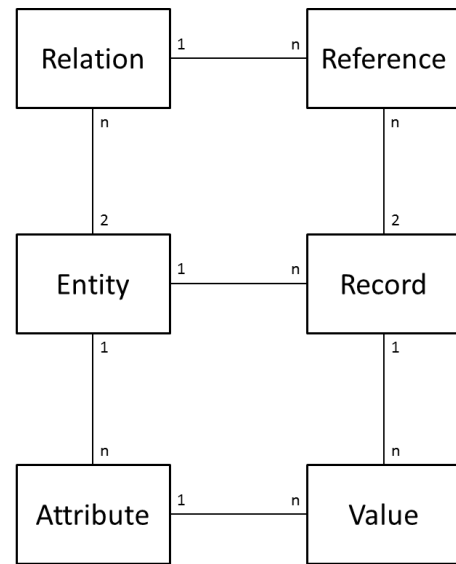 Relation 1 n Reference
n n
2 2
Entity 1 n Record
1 1
n n
Attribute 1 n Value